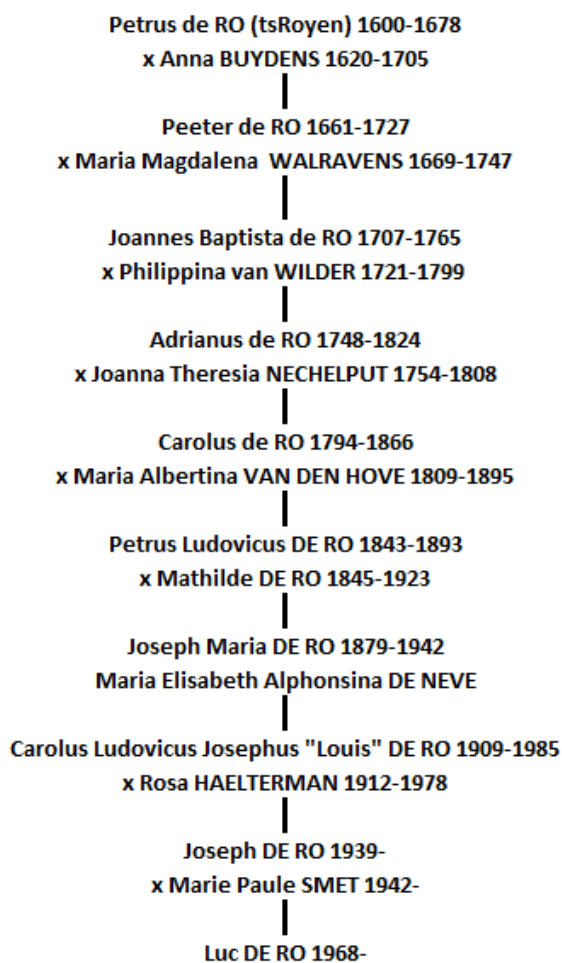 Petrus de RO (tsRoyen) 1600-1678
x Anna BUYDENS 1620-1705
Peeter de RO 1661-1727
x Maria Magdalena  WALRAVENS 1669-1747
Joannes Baptista de RO 1707-1765
x Philippina van WILDER 1721-1799
Adrianus de RO 1748-1824
x Joanna Theresia NECHELPUT 1754-1808
Carolus de RO 1794-1866
x Maria Albertina VAN DEN HOVE 1809-1895
Petrus Ludovicus DE RO 1843-1893
x Mathilde DE RO 1845-1923
Joseph Maria DE RO 1879-1942
Maria Elisabeth Alphonsina DE NEVE
Carolus Ludovicus Josephus "Louis" DE RO 1909-1985
x Rosa HAELTERMAN 1912-1978
Joseph DE RO 1939-
x Marie Paule SMET 1942-
Luc DE RO 1968-